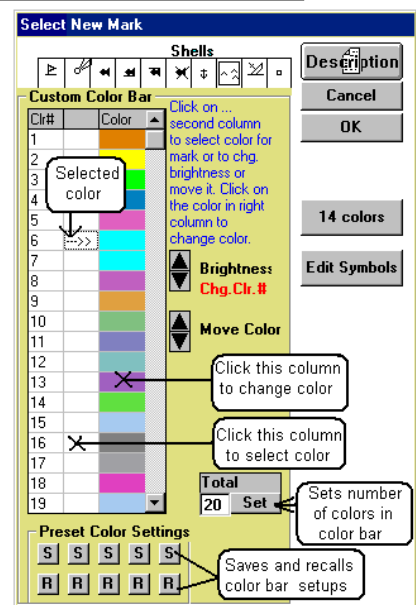 Select New Mark
Shells
Description
Cancel
OK
14 colors
Edit Symbols
Custom Color Bar
Clr# Color
1
2
3
4
5
6 --->>
7
8
9
10
11
12
13
14
15
16
17
18
19
Selected
color
Click on ...
second column
to select color for
mark or to chg.
brightness or
move it. Click on
the color in right
column to
change color.
Brightness
Chg.Clr.#
Move Color
Click this column
to change color
Click this column
to select color
Total
20 Set
Sets number
of colors in
color bar
Preset Color Settings
S S S S S
R R R R R
Saves and recalls
color bar setups